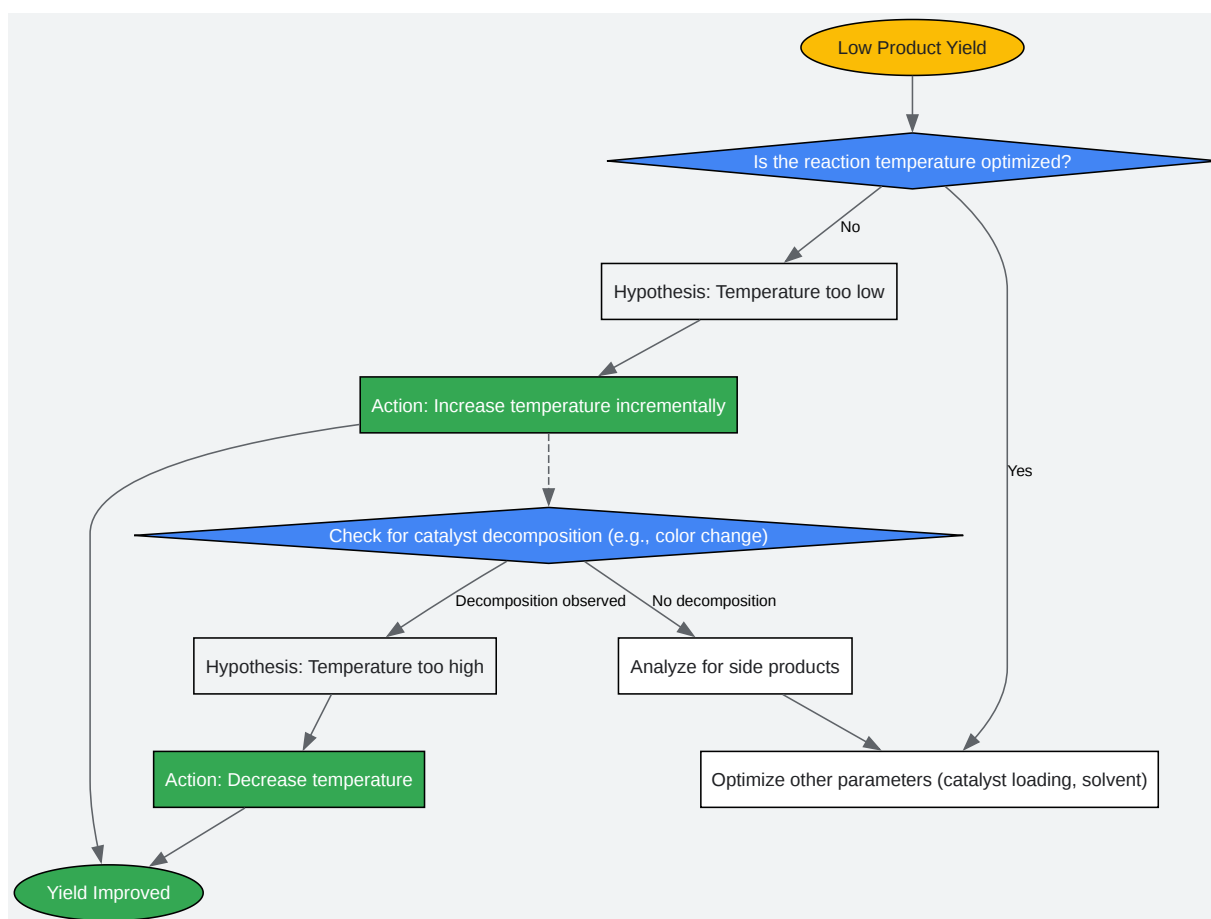 Low Product Yield
Is the reaction temperature optimized?
No
Hypothesis: Temperature too low
Action: Increase temperature incrementally
Yes
Check for catalyst decomposition (e.g., color change)
Decomposition observed
No decomposition
Hypothesis: Temperature too high
Analyze for side products
Action: Decrease temperature
Optimize other parameters (catalyst loading, solvent)
Yield Improved